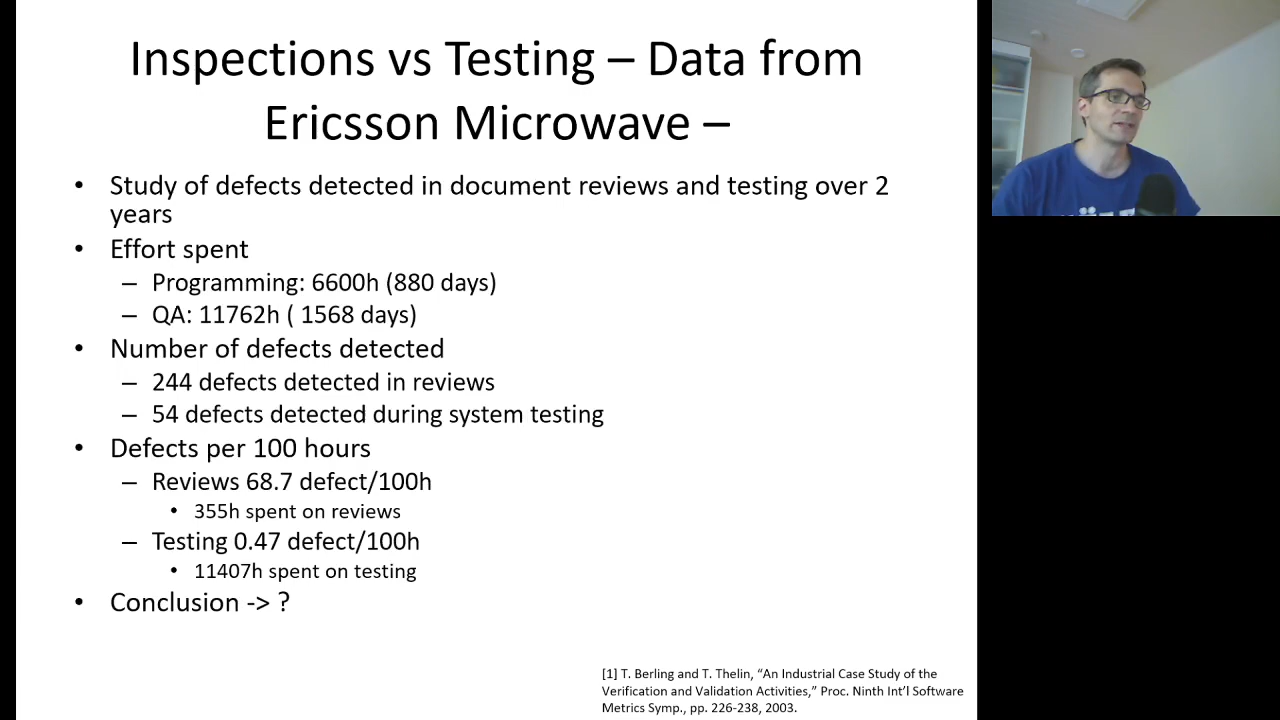 Inspections vs Testing – Data from
Ericsson Microwave –
• Study of defects detected in document reviews and testing over 2
years
• Effort spent
– Programming: 6600h (880 days)
– QA: 11762h ( 1568 days)
• Number of defects detected
– 244 defects detected in reviews
– 54 defects detected during system testing
• Defects per 100 hours
– Reviews 68.7 defect/100h
• 355h spent on reviews
– Testing 0.47 defect/100h
• 11407h spent on testing
• Conclusion -> ?
[1] T. Berling and T. Thelin, “An Industrial Case Study of the
Verification and Validation Activities,” Proc. Ninth Int’l Software
Metrics Symp., pp. 226-238, 2003.